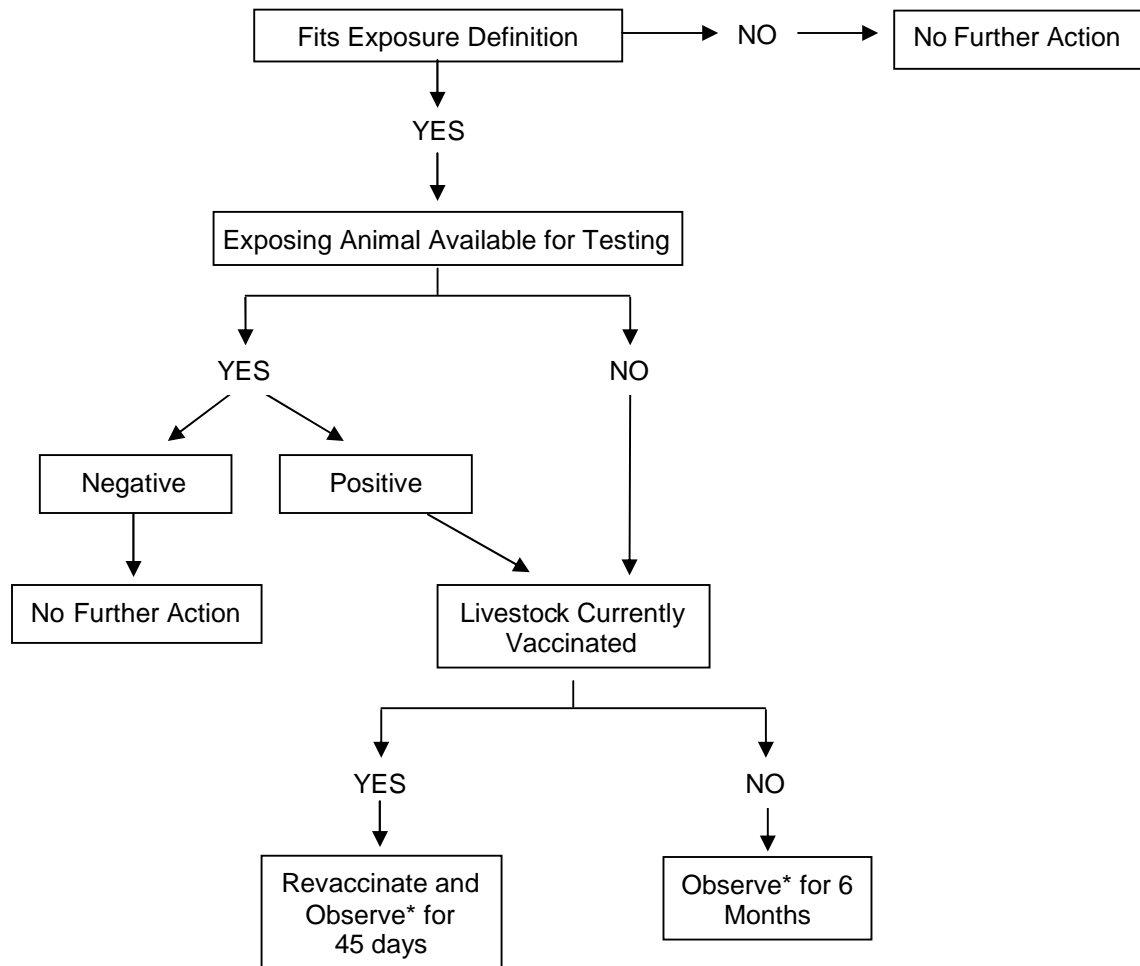 Fits Exposure Definition
NO
No Further Action
YES
Exposing Animal Available for Testing
YES
NO
Negative
Positive
No Further Action
Livestock Currently
Vaccinated
YES
NO
Revaccinate and
Observe* for
45 days
Observe* for 6
Months